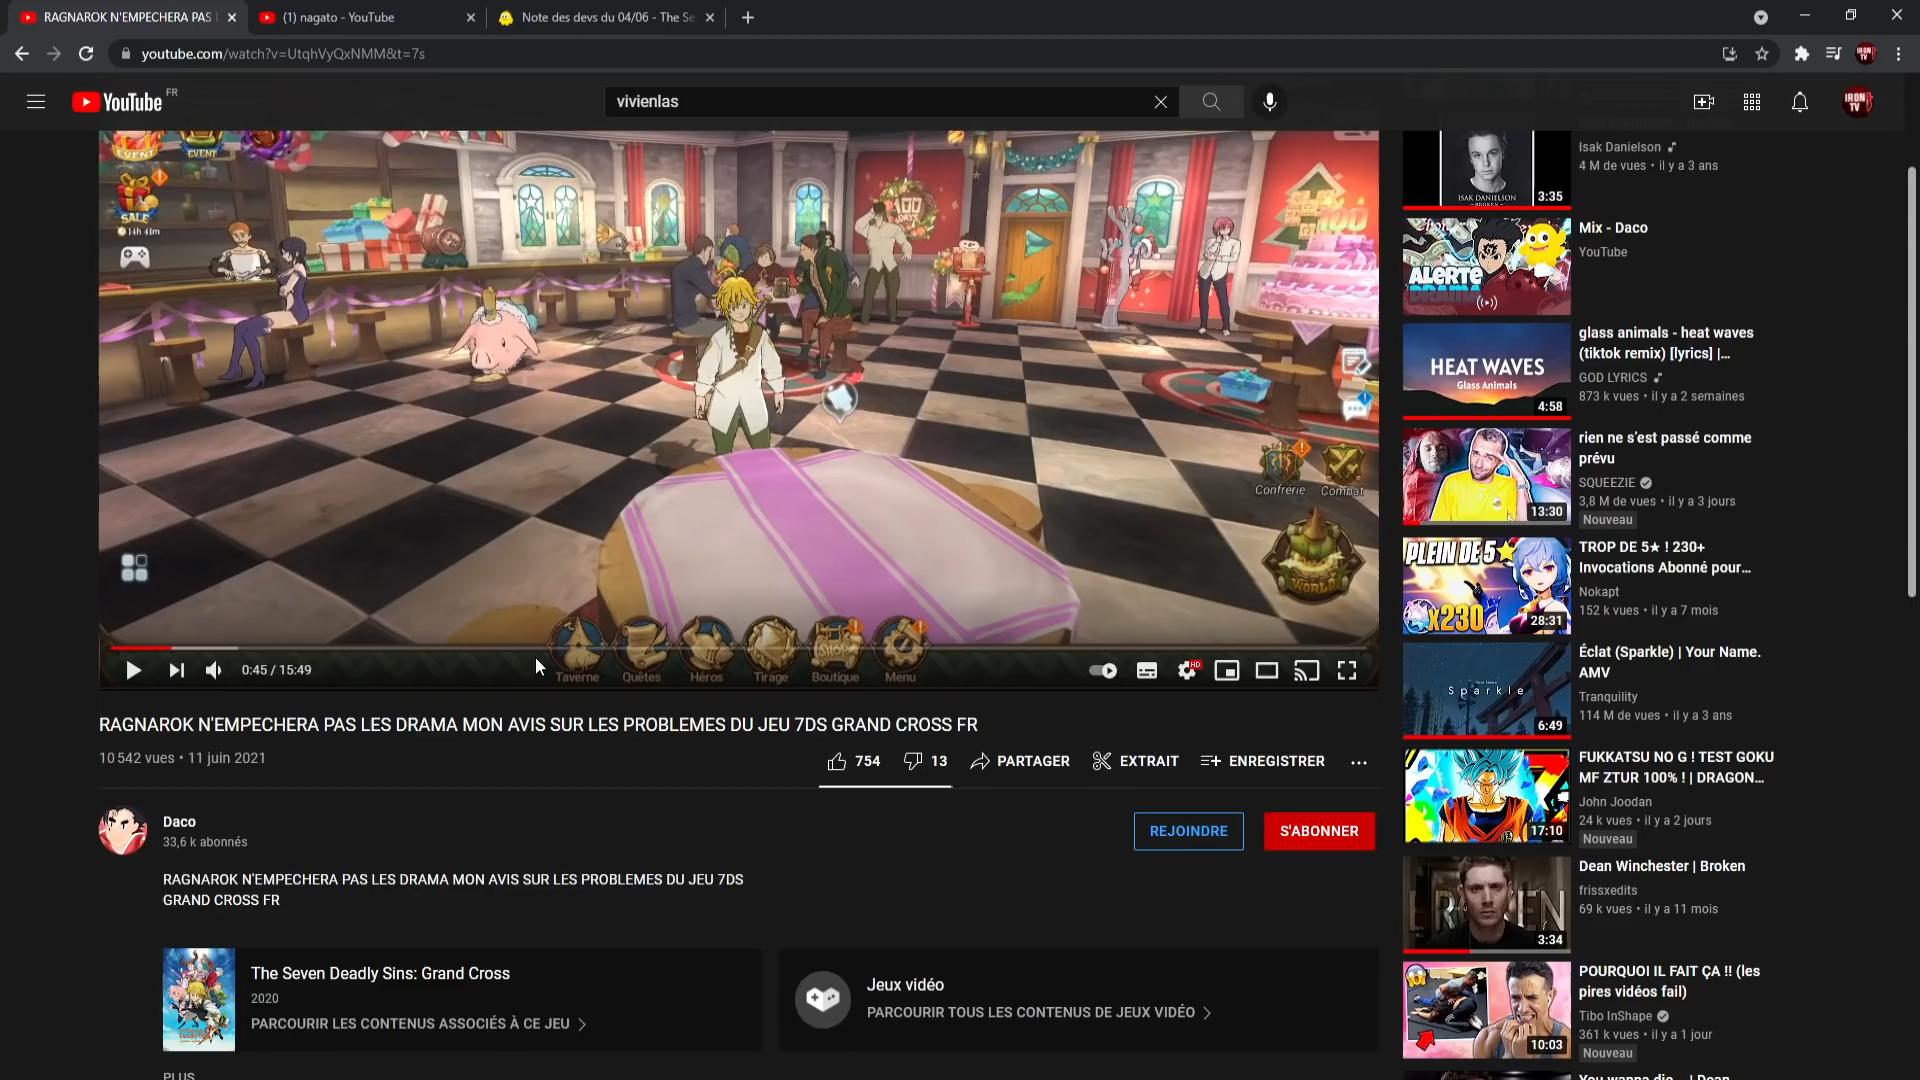 RAGNAROK N'EMPECHERA PAS
(1) nagato - YouTube
Note des devs du 04/06 - The Se
youtube.com/watch?v=UtqhVyQxNMM&t=7s
YouTube FR
vivienlas
IRON TV
EVENT
EVENT
SALE
14h 41m
100 DAYS
100
Confrérie
Combat
WORLD
SHOP
Taverne
Quêtes
Héros
Tirage
Boutique
Menu
0:45 / 15:49
HD
RAGNAROK N'EMPECHERA PAS LES DRAMA MON AVIS SUR LES PROBLEMES DU JEU 7DS GRAND CROSS FR
10 542 vues • 11 juin 2021
754
13
PARTAGER
EXTRAIT
ENREGISTRER
Daco
33,6 k abonnés
REJOINDRE
S'ABONNER
RAGNAROK N'EMPECHERA PAS LES DRAMA MON AVIS SUR LES PROBLEMES DU JEU 7DS
GRAND CROSS FR
The Seven Deadly Sins: Grand Cross
2020
PARCOURIR LES CONTENUS ASSOCIÉS À CE JEU
Jeux vidéo
PARCOURIR TOUS LES CONTENUS DE JEUX VIDÉO
PLUS
ISAK DANIELSON
- BROKEN -
3:35
Isak Danielson
4 M de vues • il y a 3 ans
ALERTE
DRAMA
Mix - Daco
YouTube
HEAT WAVES
Glass Animals
4:58
glass animals - heat waves
(tiktok remix) [lyrics] |...
GOD LYRICS
873 k vues • il y a 2 semaines
13:30
rien ne s'est passé comme
prévu
SQUEEZIE
3,8 M de vues • il y a 3 jours
Nouveau
PLEIN DE 5★
x230
28:31
TROP DE 5★ ! 230+
Invocations Abonné pour...
Nokapt
152 k vues • il y a 7 mois
Sparkle
6:49
Éclat (Sparkle) | Your Name.
AMV
Tranquility
114 M de vues • il y a 3 ans
17:10
FUKKATSU NO G ! TEST GOKU
MF ZTUR 100% ! | DRAGON...
John Joodan
24 k vues • il y a 2 jours
Nouveau
3:34
Dean Winchester | Broken
frissxedits
69 k vues • il y a 11 mois
10:03
POURQUOI IL FAIT ÇA !! (les
pires vidéos fail)
Tibo InShape
361 k vues • il y a 1 jour
Nouveau